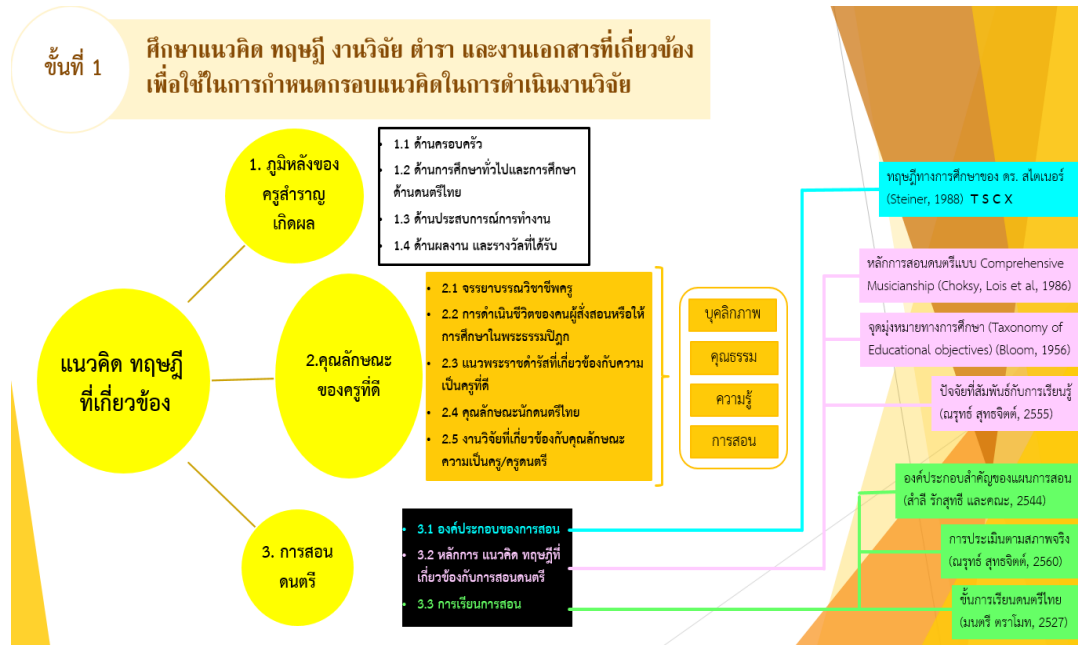 ขั้นที่ 1
ศึกษาแนวคิด ทฤษฎี งานวิจัย ตำรา และงานเอกสารที่เกี่ยวข้อง
เพื่อใช้ในการกำหนดกรอบแนวคิดในการดำเนินงานวิจัย
แนวคิด ทฤษฎี
ที่เกี่ยวข้อง
1. ภูมิหลังของ
ครูสำราญ
เกิดผล
• 1.1 ด้านครอบครัว
• 1.2 ด้านการศึกษาทั่วไปและการศึกษา
ด้านดนตรีไทย
• 1.3 ด้านประสบการณ์การทำงาน
• 1.4 ด้านผลงาน และรางวัลที่ได้รับ
2.คุณลักษณะ
ของครูที่ดี
• 2.1 จรรยาบรรณวิชาชีพครู
• 2.2 การดำเนินชีวิตของคนผู้สั่งสอนหรือให้
การศึกษาในพระธรรมปิฎก
• 2.3 แนวพระราชดำรัสที่เกี่ยวข้องกับความ
เป็นครูที่ดี
• 2.4 คุณลักษณะนักดนตรีไทย
• 2.5 งานวิจัยที่เกี่ยวข้องกับคุณลักษณะ
ความเป็นครู/ครูดนตรี
บุคลิกภาพ
คุณธรรม
ความรู้
การสอน
3. การสอน
ดนตรี
• 3.1 องค์ประกอบของการสอน
• 3.2 หลักการ แนวคิด ทฤษฎีที่
เกี่ยวข้องกับการสอนดนตรี
• 3.3 การเรียนการสอน
ทฤษฎีทางการศึกษาของ ดร. สไตเนอร์
(Steiner, 1988) T S C X
หลักการสอนดนตรีแบบ Comprehensive
Musicianship (Choksy, Lois et al, 1986)
จุดมุ่งหมายทางการศึกษา (Taxonomy of
Educational objectives) (Bloom, 1956)
ปัจจัยที่สัมพันธ์กับการเรียนรู้
(ณรุทธ์ สุทธจิตต์, 2555)
องค์ประกอบสำคัญของแผนการสอน
(สำลี รักสุทธี และคณะ, 2544)
การประเมินตามสภาพจริง
(ณรุทธ์ สุทธจิตต์, 2560)
ขั้นการเรียนดนตรีไทย
(มนตรี ตราโมท, 2527)